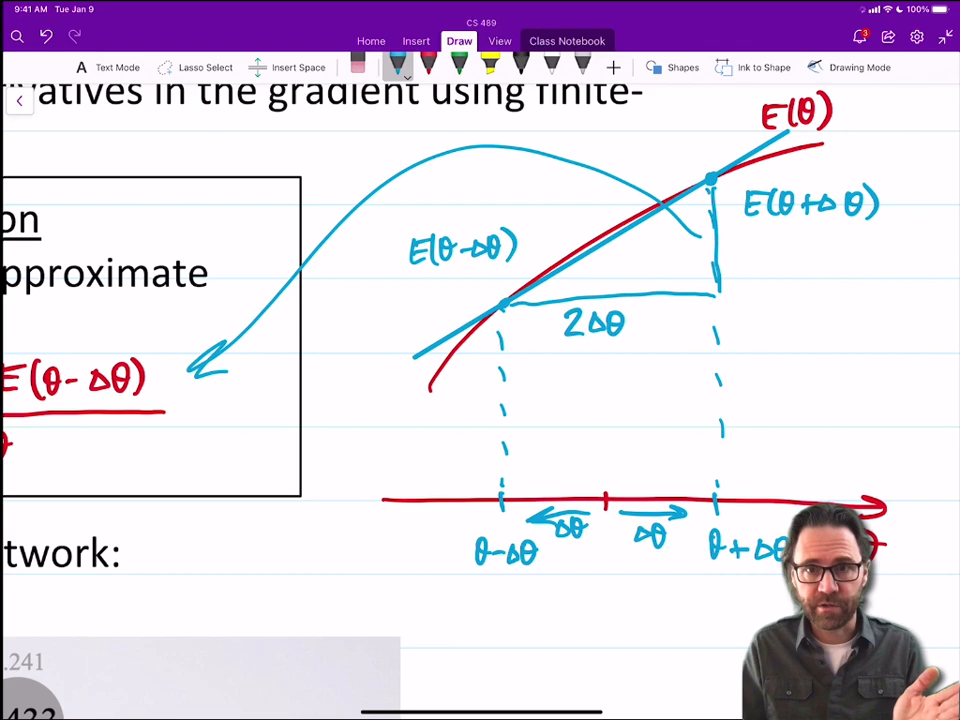 9:41 AM Tue Jan 9
100%
CS 489
Home Insert Draw View Class Notebook
3
Text Mode Lasso Select Insert Space Shapes Ink to Shape Drawing Mode
rivatives in the gradient using finite-
on
pproximate
E(θ-Δθ)
twork:
.241
E(θ)
E(θ+Δθ)
E(θ-Δθ)
2Δθ
Δθ Δθ
θ-Δθ θ+Δθ